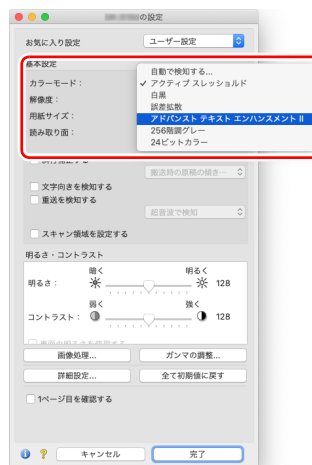 の設定
お気に入り設定
ユーザー設定
基本設定
カラーモード：
自動で検知する...
✓ アクティブ スレッショルド
白黒
誤差拡散
アドバンスト テキスト エンハンスメント II
256階調グレー
24ビットカラー
解像度：
用紙サイズ：
読み取り面：
搬送時の原稿の傾き…
文字向きを検知する
重送を検知する
超音波で検知
スキャン領域を設定する
明るさ・コントラスト
暗く
明るく
明るさ：
128
弱く
強く
コントラスト：
128
画像処理...
ガンマの調整...
詳細設定...
全て初期値に戻す
1ページ目を確認する
?
キャンセル
完了